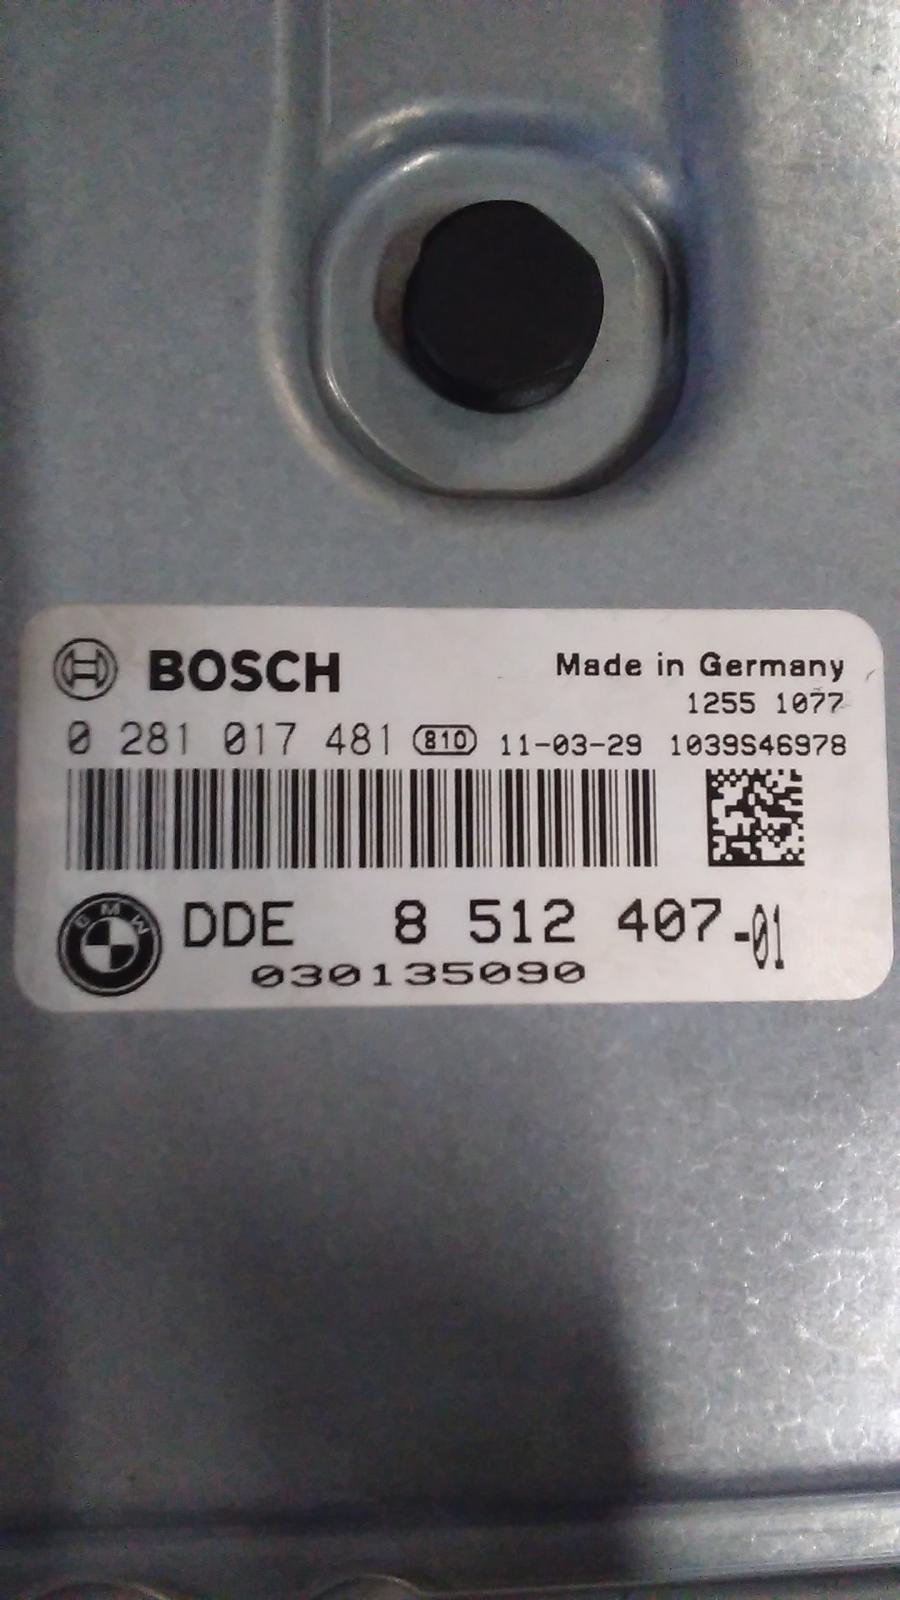 BOSCH
Made in Germany
1255 1077
0 281 017 481 810 11-03-29 1039S46978
BMW DDE 8 512 407-01
030135090